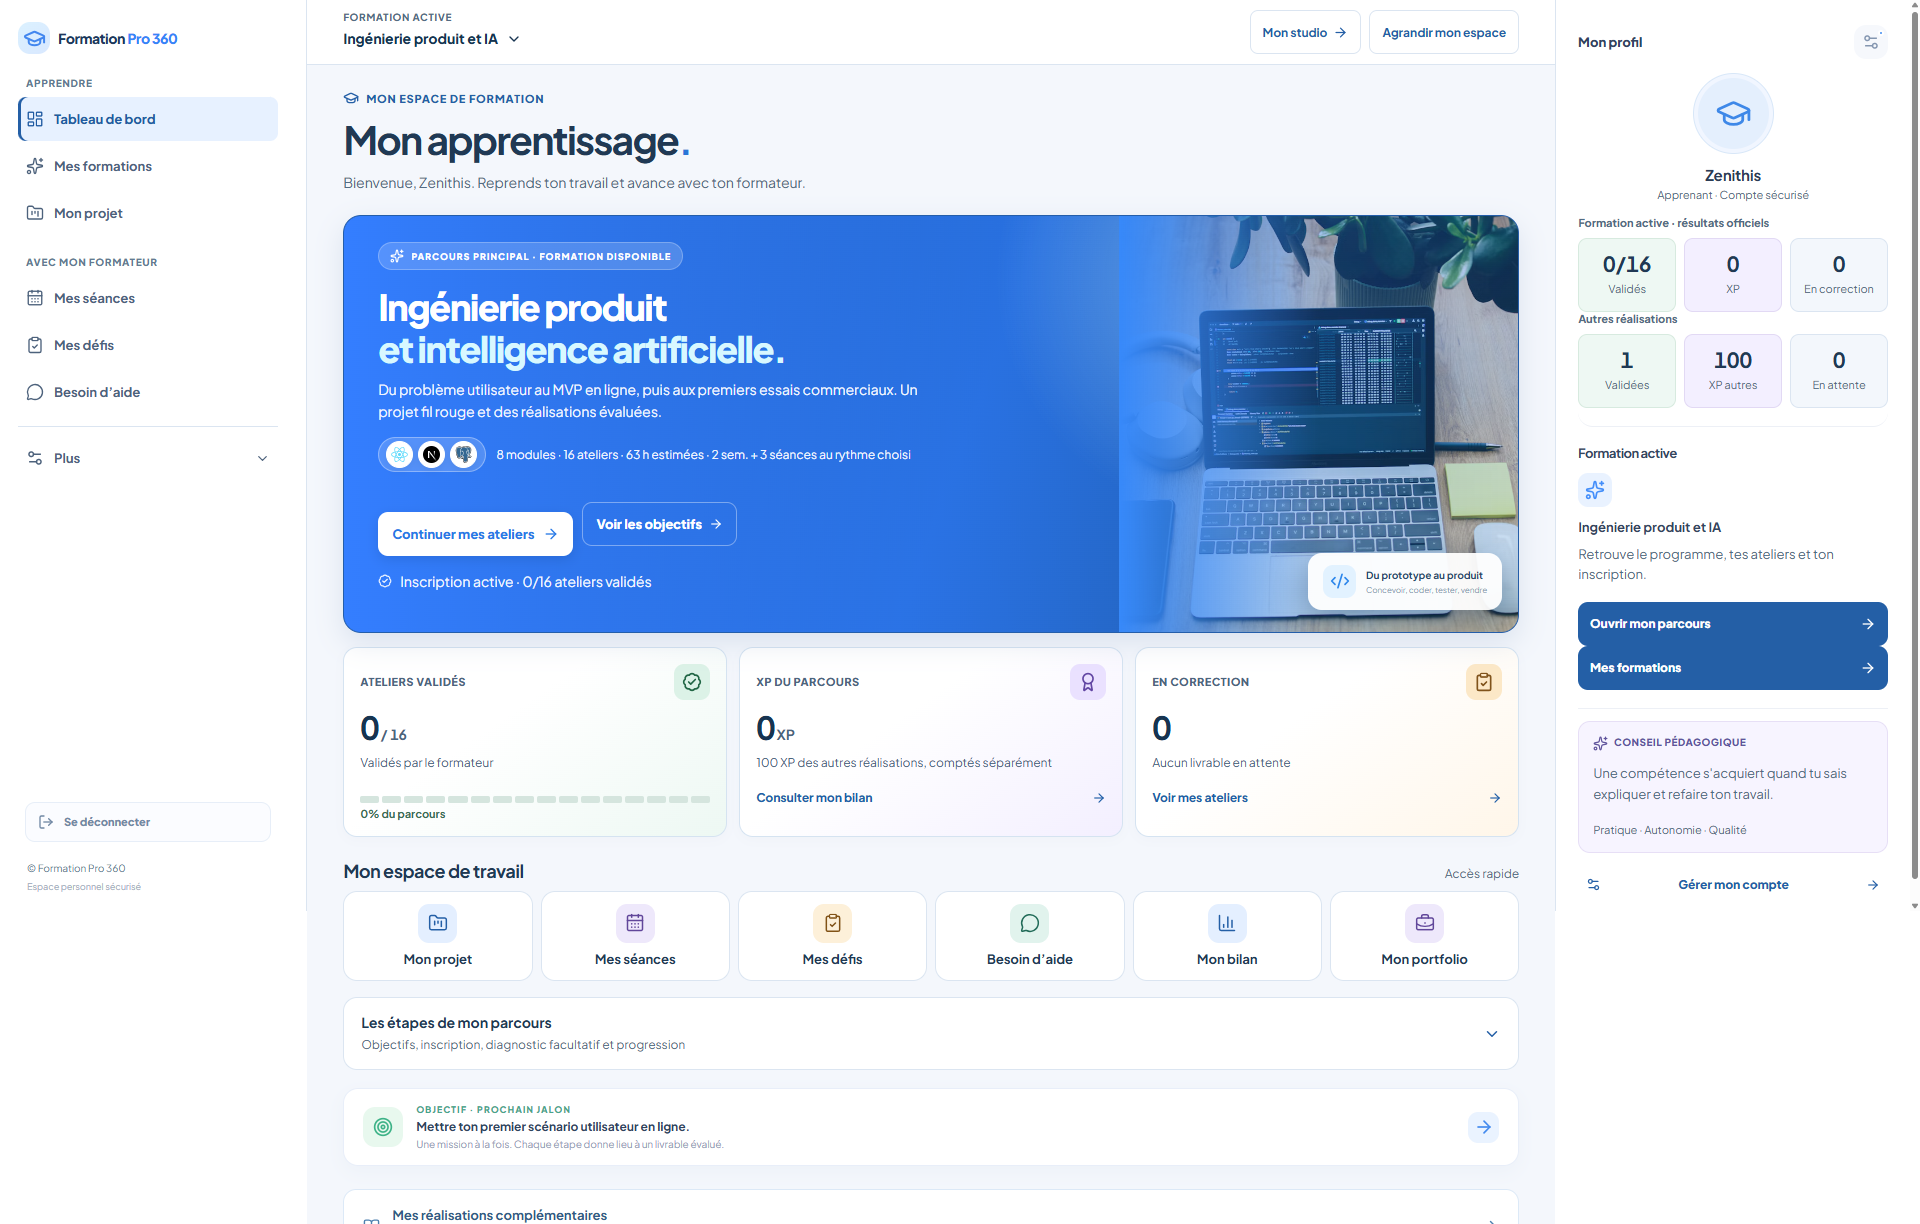 Formation Pro 360
APPRENDRE
Tableau de bord
Mes formations
Mon projet
AVEC MON FORMATEUR
Mes séances
Mes défis
Besoin d'aide
Plus
Se déconnecter
© Formation Pro 360
Espace personnel sécurisé
FORMATION ACTIVE
Ingénierie produit et IA
Mon studio
Agrandir mon espace
MON ESPACE DE FORMATION
Mon apprentissage.
Bienvenue, Zenithis. Reprends ton travail et avance avec ton formateur.
PARCOURS PRINCIPAL · FORMATION DISPONIBLE
Ingénierie produit
et intelligence artificielle.
Du problème utilisateur au MVP en ligne, puis aux premiers essais commerciaux. Un
projet fil rouge et des réalisations évaluées.
8 modules · 16 ateliers · 63 h estimées · 2 sem. + 3 séances au rythme choisi
Continuer mes ateliers
Voir les objectifs
Inscription active · 0/16 ateliers validés
Du prototype au produit
Concevoir, coder, tester, vendre
ATELIERS VALIDÉS
0 / 16
Validés par le formateur
0% du parcours
XP DU PARCOURS
0 XP
100 XP des autres réalisations, comptés séparément
Consulter mon bilan
EN CORRECTION
0
Aucun livrable en attente
Voir mes ateliers
Mon espace de travail
Accès rapide
Mon projet
Mes séances
Mes défis
Besoin d'aide
Mon bilan
Mon portfolio
Les étapes de mon parcours
Objectifs, inscription, diagnostic facultatif et progression
OBJECTIF · PROCHAIN JALON
Mettre ton premier scénario utilisateur en ligne.
Une mission à la fois. Chaque étape donne lieu à un livrable évalué.
Mes réalisations complémentaires
Mon profil
Zenithis
Apprenant · Compte sécurisé
Formation active · résultats officiels
0/16
Validés
0
XP
0
En correction
Autres réalisations
1
Validées
100
XP autres
0
En attente
Formation active
Ingénierie produit et IA
Retrouve le programme, tes ateliers et ton
inscription.
Ouvrir mon parcours
Mes formations
CONSEIL PÉDAGOGIQUE
Une compétence s'acquiert quand tu sais
expliquer et refaire ton travail.
Pratique · Autonomie · Qualité
Gérer mon compte